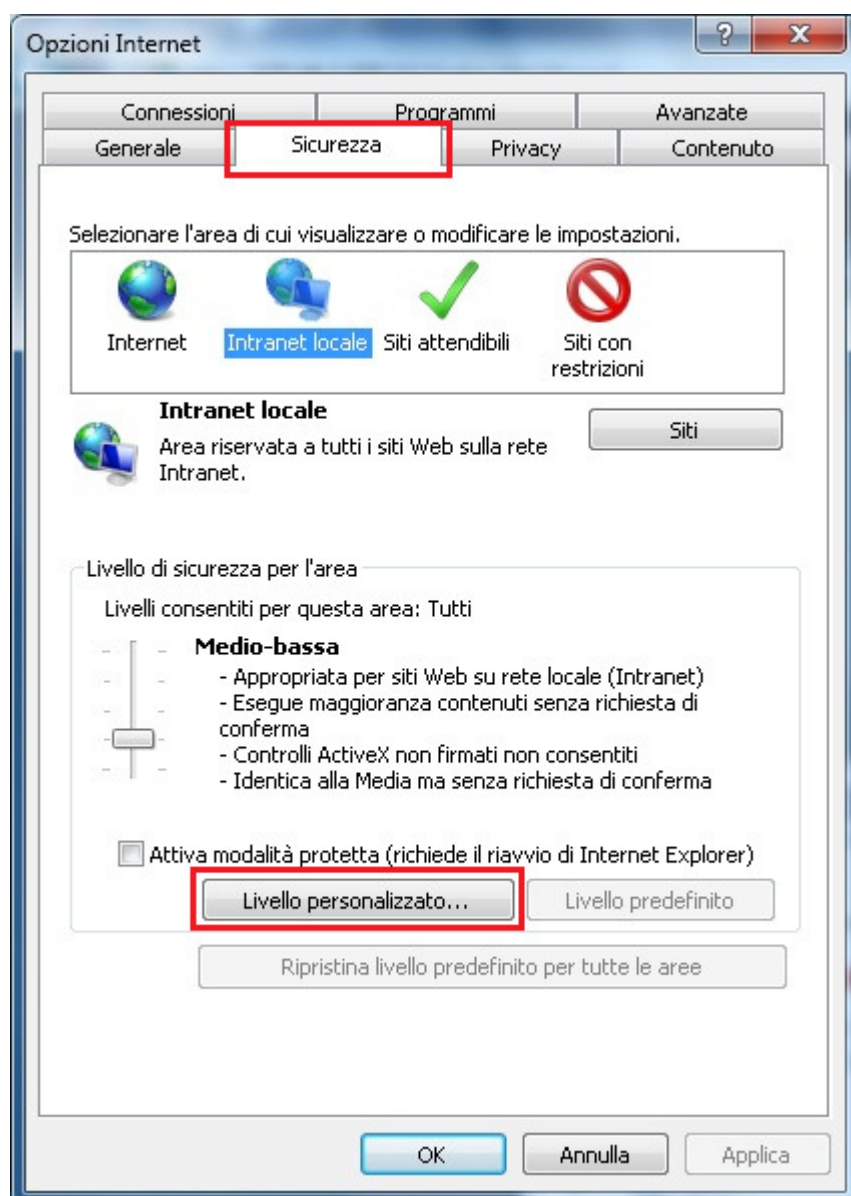 Opzioni Internet
Connessioni Programmi Avanzate
Generale Sicurezza Privacy Contenuto
Selezionare l'area di cui visualizzare o modificare le impostazioni.
Internet Intranet locale Siti attendibili Siti con
restrizioni
Intranet locale
Siti
Area riservata a tutti i siti Web sulla rete
Intranet.
Livello di sicurezza per l'area
Livelli consentiti per questa area: Tutti
Medio-bassa
- Appropriata per siti Web su rete locale (Intranet)
- Esegue maggioranza contenuti senza richiesta di
conferma
- Controlli ActiveX non firmati non consentiti
- Identica alla Media ma senza richiesta di conferma
Attiva modalità protetta (richiede il riavvio di Internet Explorer)
Livello personalizzato... Livello predefinito
Ripristina livello predefinito per tutte le aree
OK Annulla Applica